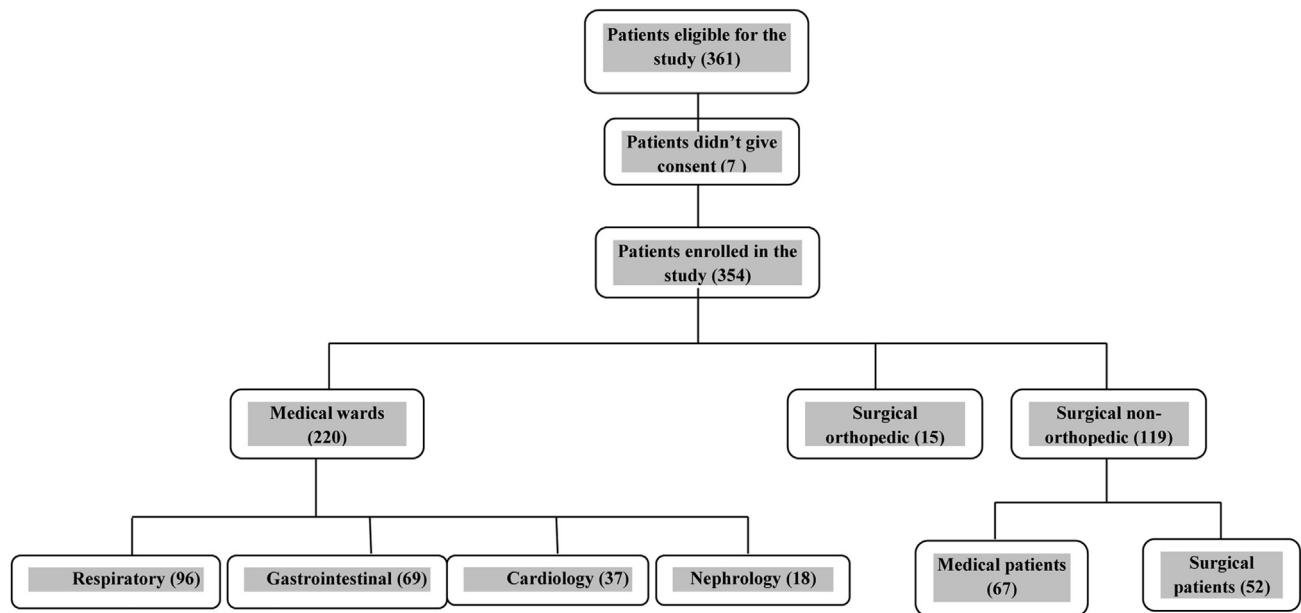 Patients eligible for the
study (361)
Patients didn’t give
consent (7 )
Patients enrolled in the
study (354)
Medical wards
(220)
Surgical
orthopedic (15)
Surgical non-
orthopedic (119)
Respiratory (96)
Gastrointestinal (69)
Cardiology (37)
Nephrology (18)
Medical patients
(67)
Surgical
patients (52)